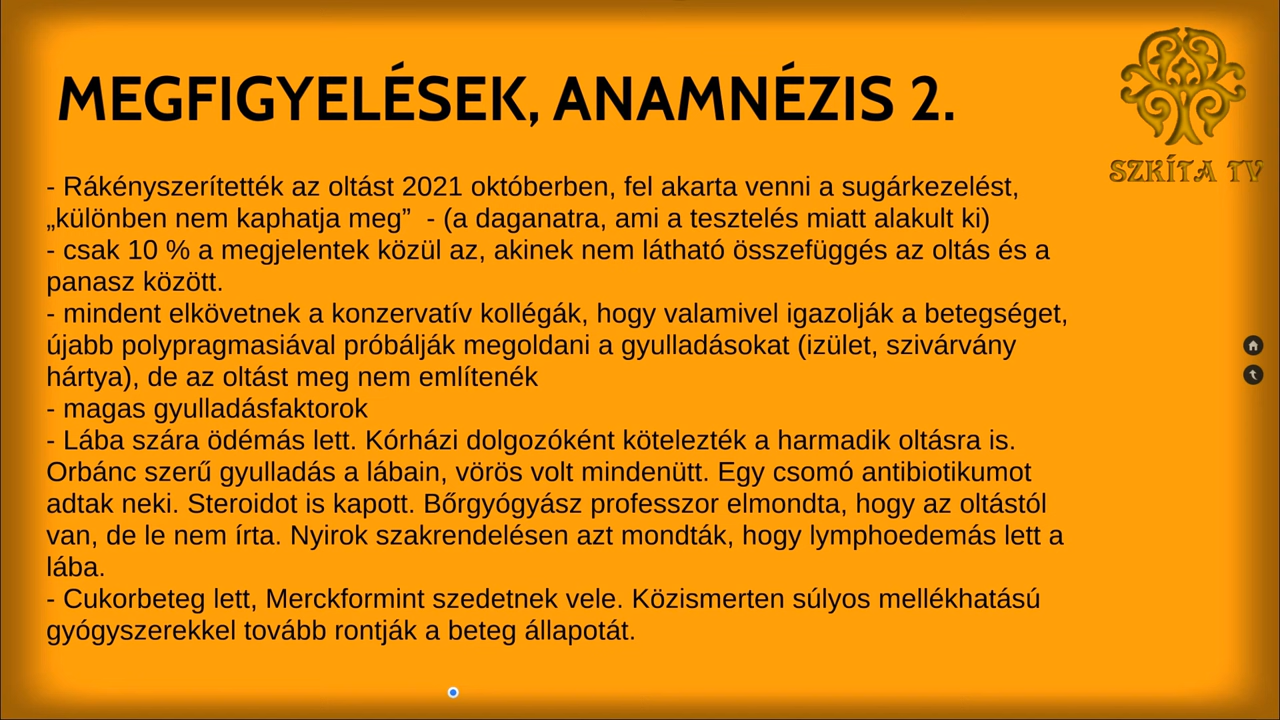 MEGFIGYELÉSEK, ANAMNÉZIS 2.
SZKÍTA TV
- Rákényszerítették az oltást 2021 októberben, fel akarta venni a sugárkezelést,
„különben nem kaphatja meg” - (a daganatra, ami a tesztelés miatt alakult ki)
- csak 10 % a megjelentek közül az, akinek nem látható összefüggés az oltás és a
panasz között.
- mindent elkövetnek a konzervatív kollégák, hogy valamivel igazolják a betegséget,
újabb polypragmasiával próbálják megoldani a gyulladásokat (izület, szivárvány
hártya), de az oltást meg nem említenék
- magas gyulladásfaktorok
- Lába szára ödémás lett. Kórházi dolgozóként kötelezték a harmadik oltásra is.
Orbánc szerű gyulladás a lábain, vörös volt mindenütt. Egy csomó antibiotikumot
adtak neki. Steroidot is kapott. Bőrgyógyász professzor elmondta, hogy az oltástól
van, de le nem írta. Nyirok szakrendelésen azt mondták, hogy lymphoedemás lett a
lába.
- Cukorbeteg lett, Merckformint szedetnek vele. Közismerten súlyos mellékhatású
gyógyszerekkel tovább rontják a beteg állapotát.